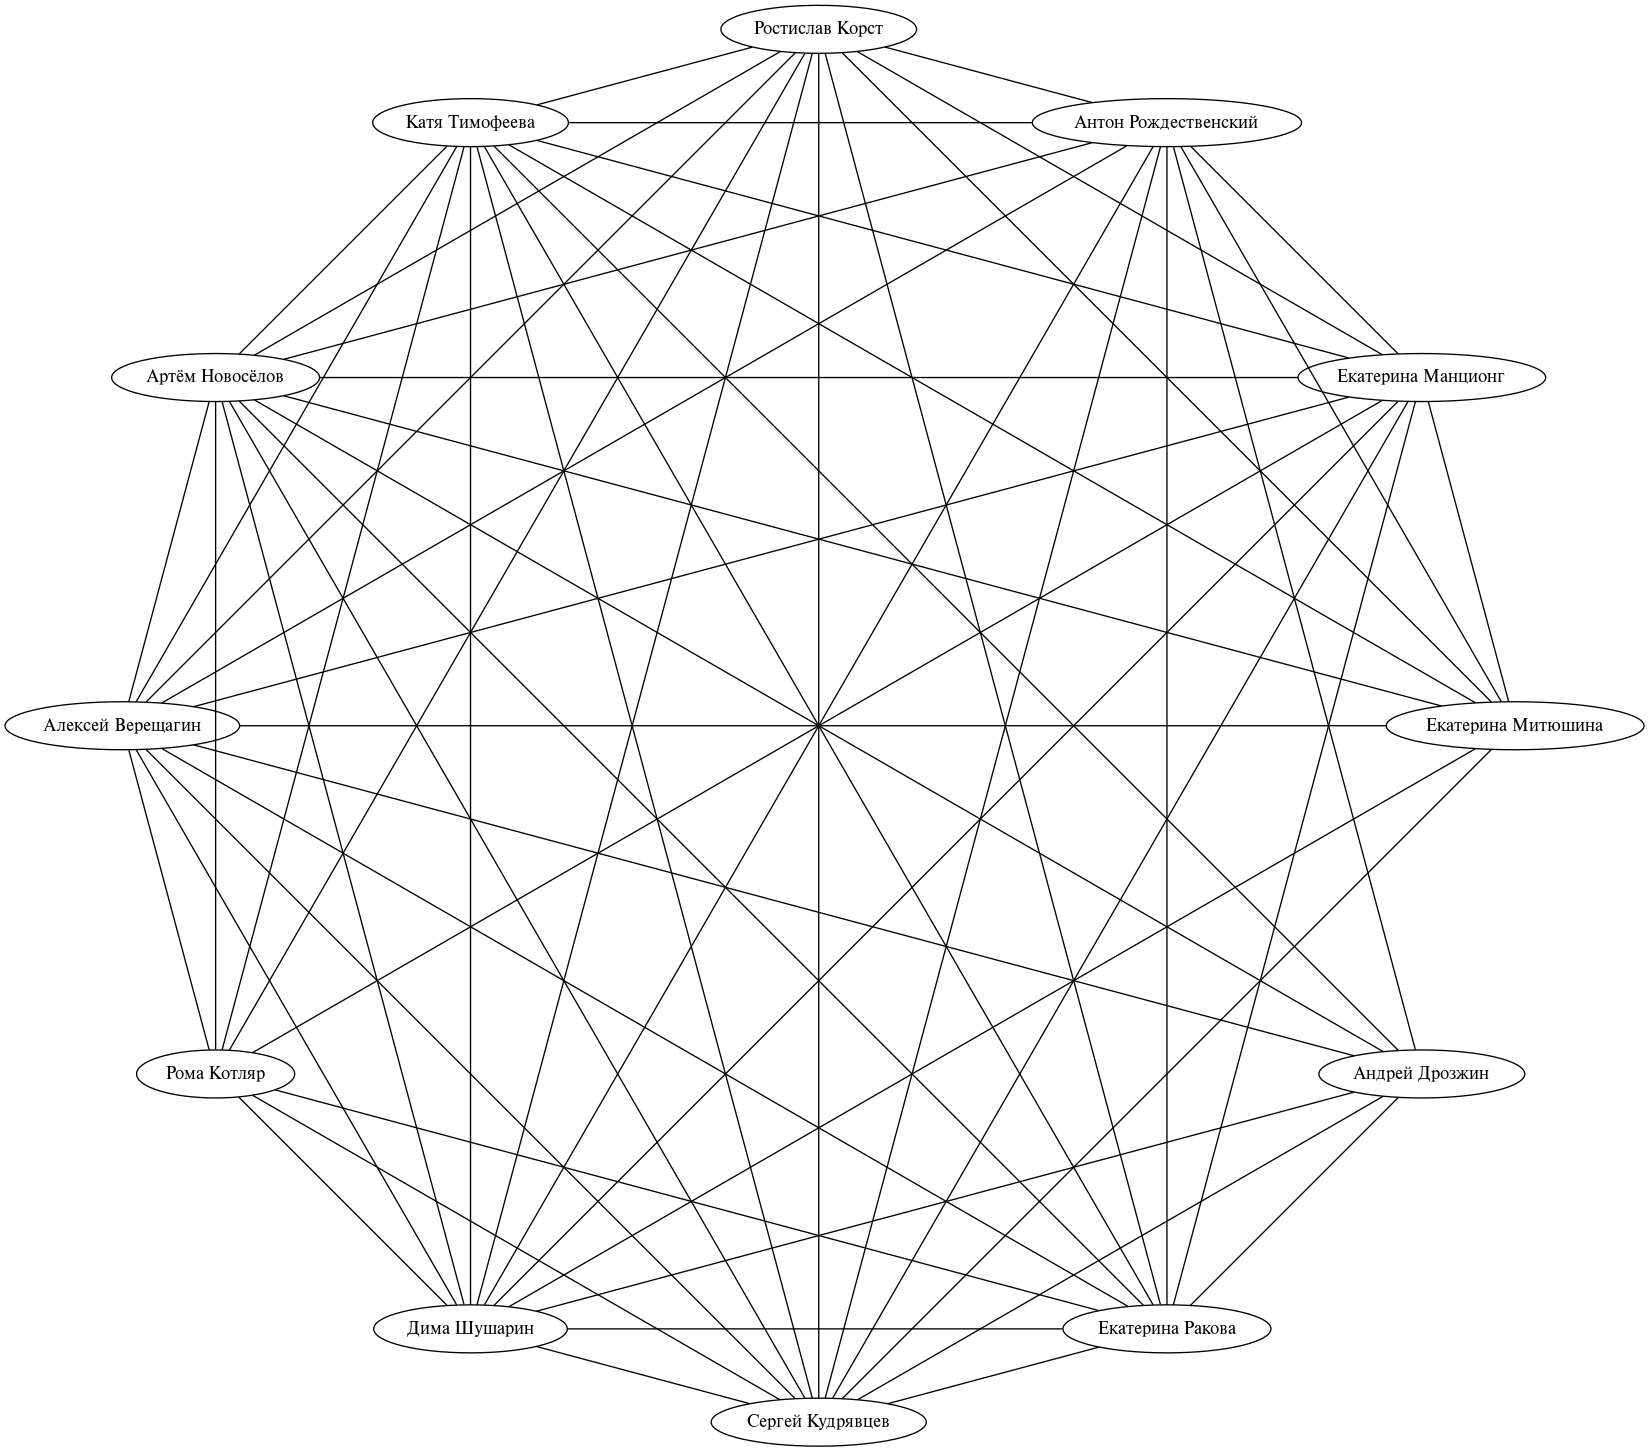 Ростислав Корст
Катя Тимофеева
Антон Рождественский
Артём Новосёлов
Екатерина Манционг
Алексей Верещагин
Екатерина Митюшина
Рома Котляр
Андрей Дрозжин
Дима Шушарин
Екатерина Ракова
Сергей Кудрявцев